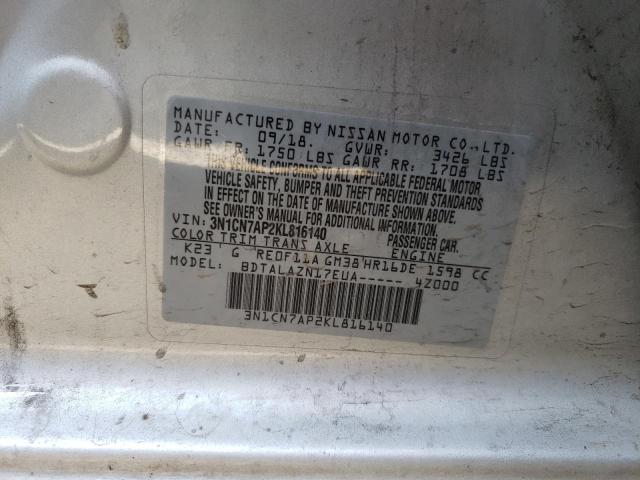 MANUFACTURED BY NISSAN MOTOR CO.,LTD.
DATE: 09/18. GVWR: 3426 LBS
GAWR FR: 1750 LBS GAWR RR: 1708 LBS
THIS VEHICLE CONFORMS TO ALL APPLICABLE FEDERAL MOTOR
VEHICLE SAFETY, BUMPER AND THEFT PREVENTION STANDARDS
IN EFFECT ON THE DATE OF MANUFACTURE SHOWN ABOVE.
SEE OWNER'S MANUAL FOR ADDITIONAL INFORMATION.
VIN: 3N1CN7AP2KL816140 PASSENGER CAR.
COLOR TRIM TRANS AXLE ENGINE
K23 G RE0F11A GM38 HR16DE 1598 CC
MODEL: BDTALAZN17EUA----- 4Z000
3N1CN7AP2KL816140